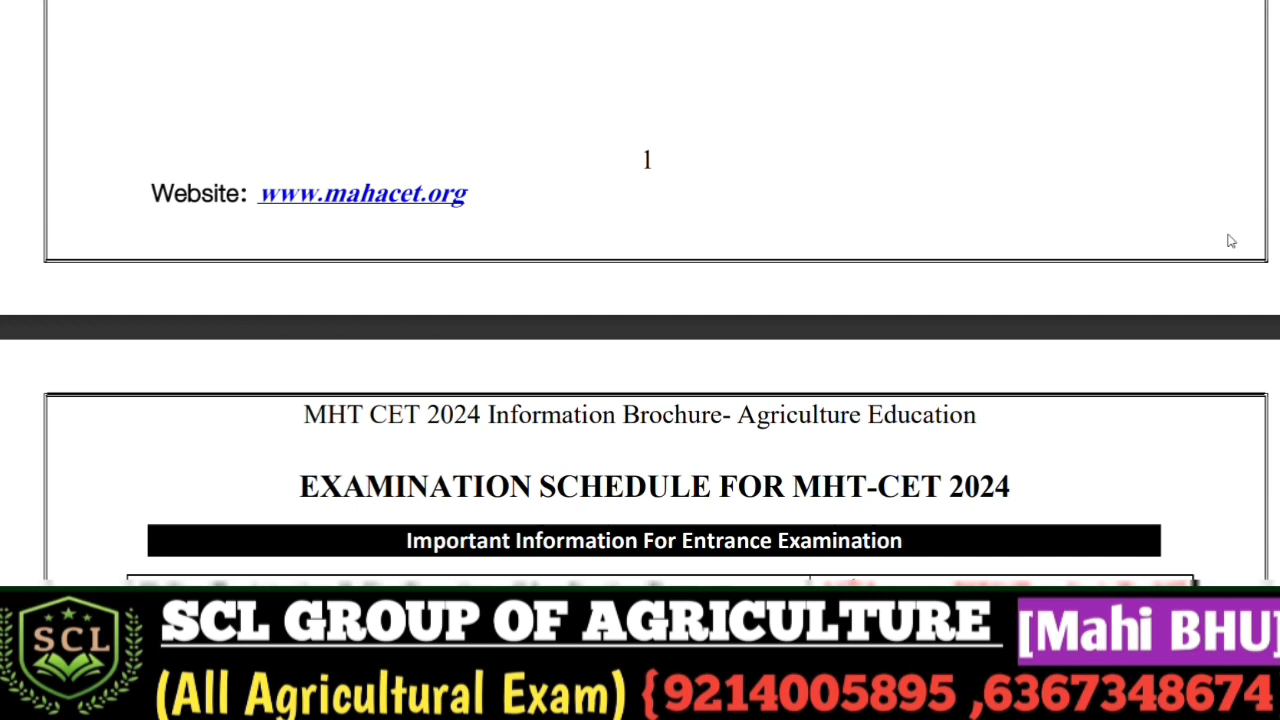 1
Website: www.mahacet.org
MHT CET 2024 Information Brochure- Agriculture Education
EXAMINATION SCHEDULE FOR MHT-CET 2024
Important Information For Entrance Examination
SCL
SCL GROUP OF AGRICULTURE [Mahi BHU]
(All Agricultural Exam) {9214005895 ,6367348674